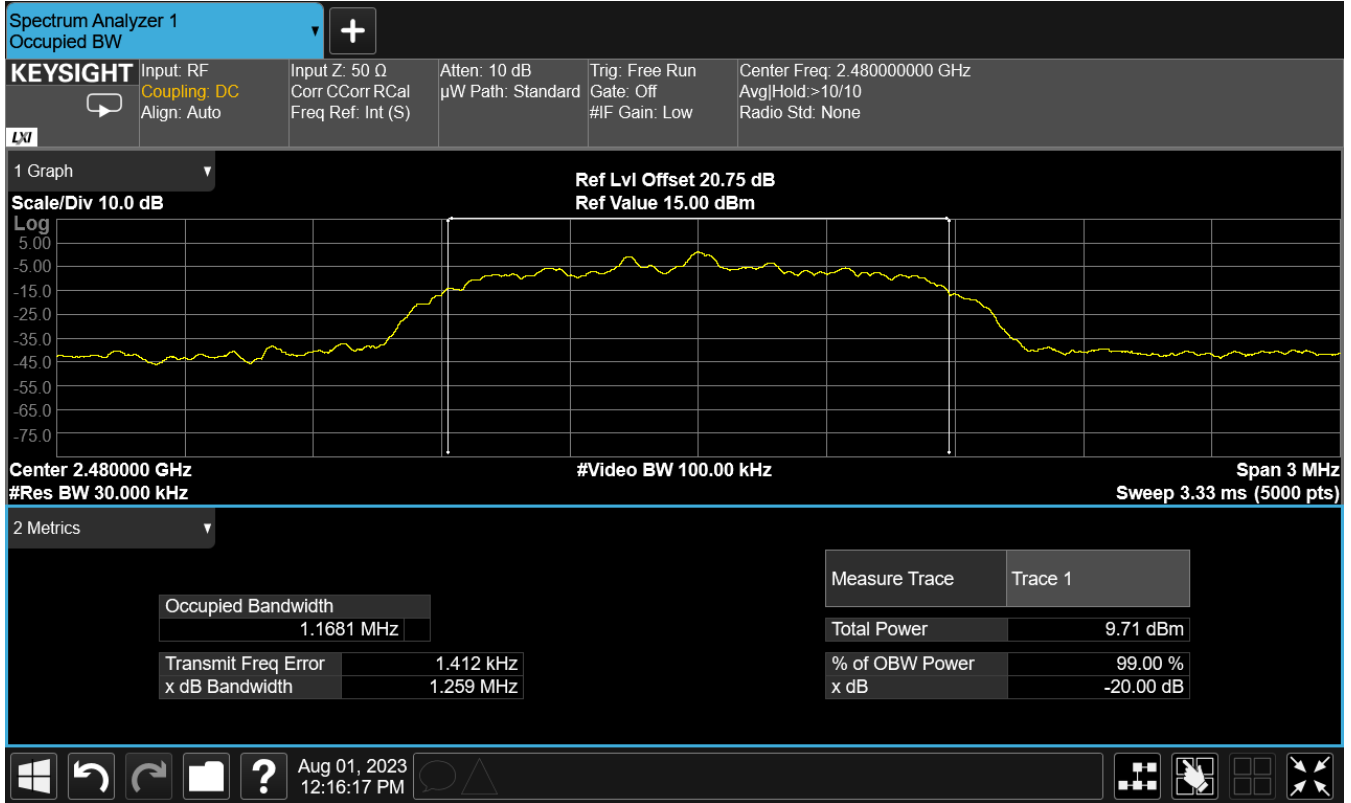 Spectrum Analyzer 1
Occupied BW
▼
+
KEYSIGHT
LXI
Input: RF
Coupling: DC
Align: Auto
Input Z: 50 Ω
Corr CCorr RCal
Freq Ref: Int (S)
Atten: 10 dB
µW Path: Standard
Trig: Free Run
Gate: Off
#IF Gain: Low
Center Freq: 2.480000000 GHz
Avg|Hold:>10/10
Radio Std: None
1 Graph ▼
Scale/Div 10.0 dB
Ref Lvl Offset 20.75 dB
Ref Value 15.00 dBm
Log
5.00
-5.00
-15.0
-25.0
-35.0
-45.0
-55.0
-65.0
-75.0
Center 2.480000 GHz
#Res BW 30.000 kHz
#Video BW 100.00 kHz
Span 3 MHz
Sweep 3.33 ms (5000 pts)
2 Metrics ▼
Occupied Bandwidth
1.1681 MHz
Transmit Freq Error 1.412 kHz
x dB Bandwidth 1.259 MHz
Measure Trace Trace 1
Total Power 9.71 dBm
% of OBW Power 99.00 %
x dB -20.00 dB
?
Aug 01, 2023
12:16:17 PM